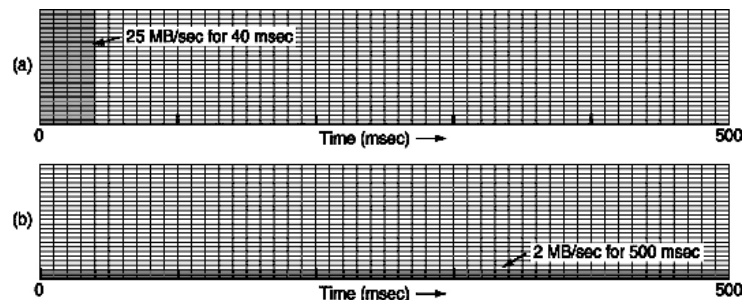 25 MB/sec for 40 msec
(a)
0 Time (msec) 500
(b)
2 MB/sec for 500 msec
0 Time (msec) 500